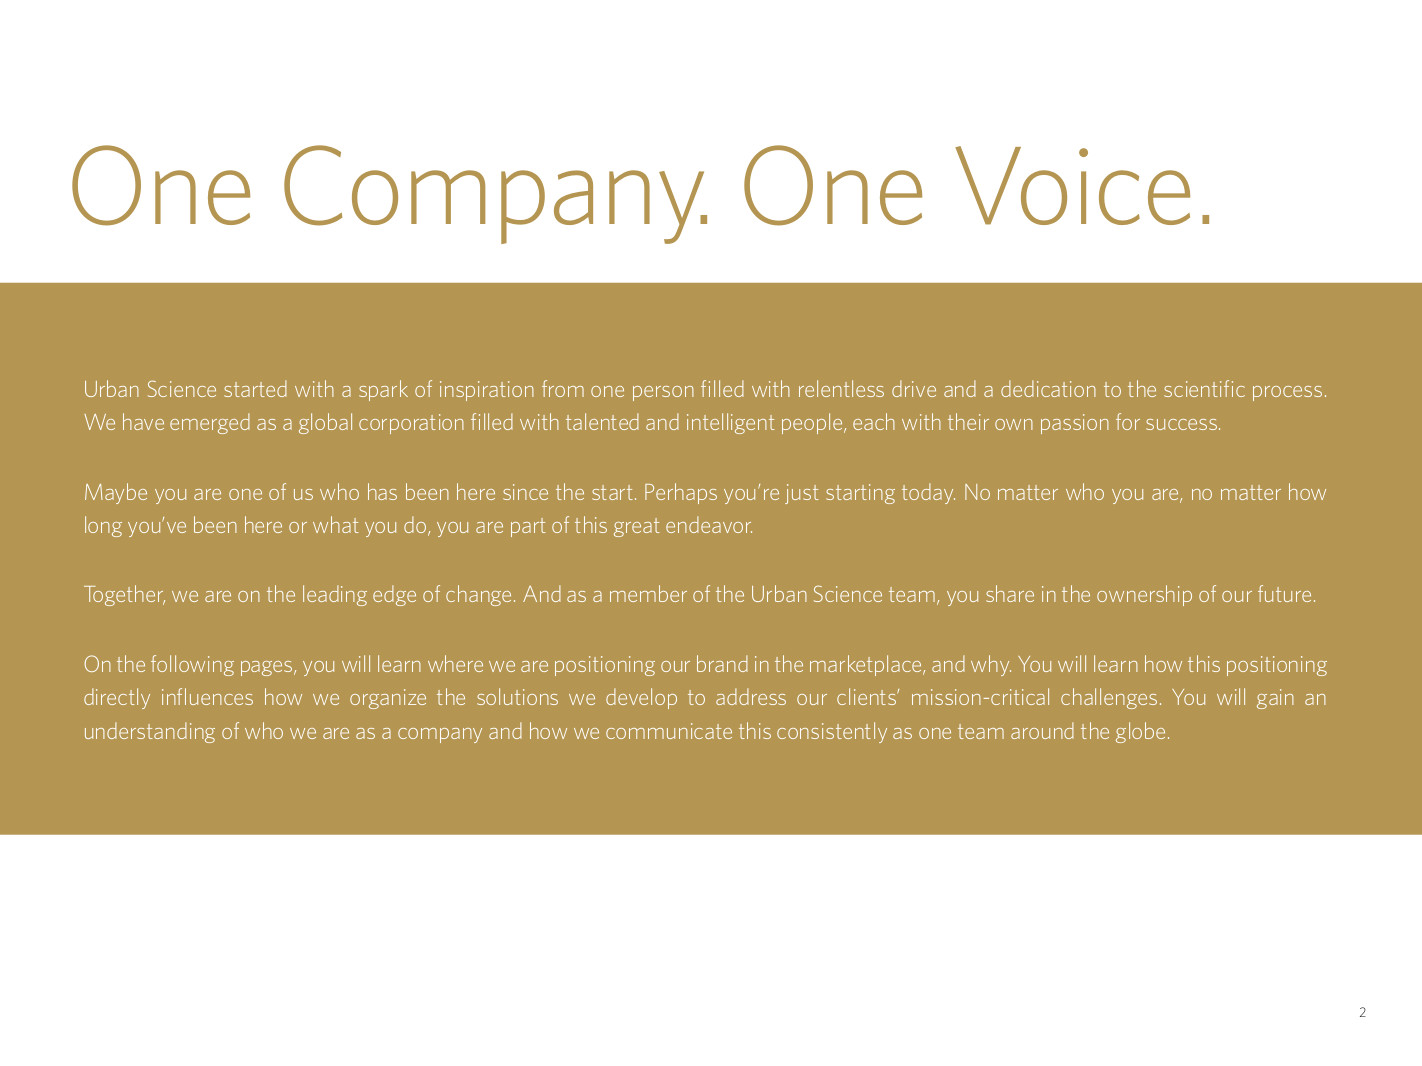 One Company. One Voice.
Urban Science started with a spark of inspiration from one person filled with relentless drive and a dedication to the scientific process.
We have emerged as a global corporation filled with talented and intelligent people, each with their own passion for success.
Maybe you are one of us who has been here since the start. Perhaps you’re just starting today. No matter who you are, no matter how
long you’ve been here or what you do, you are part of this great endeavor.
Together, we are on the leading edge of change. And as a member of the Urban Science team, you share in the ownership of our future.
On the following pages, you will learn where we are positioning our brand in the marketplace, and why. You will learn how this positioning
directly influences how we organize the solutions we develop to address our clients’ mission-critical challenges. You will gain an
understanding of who we are as a company and how we communicate this consistently as one team around the globe.
2